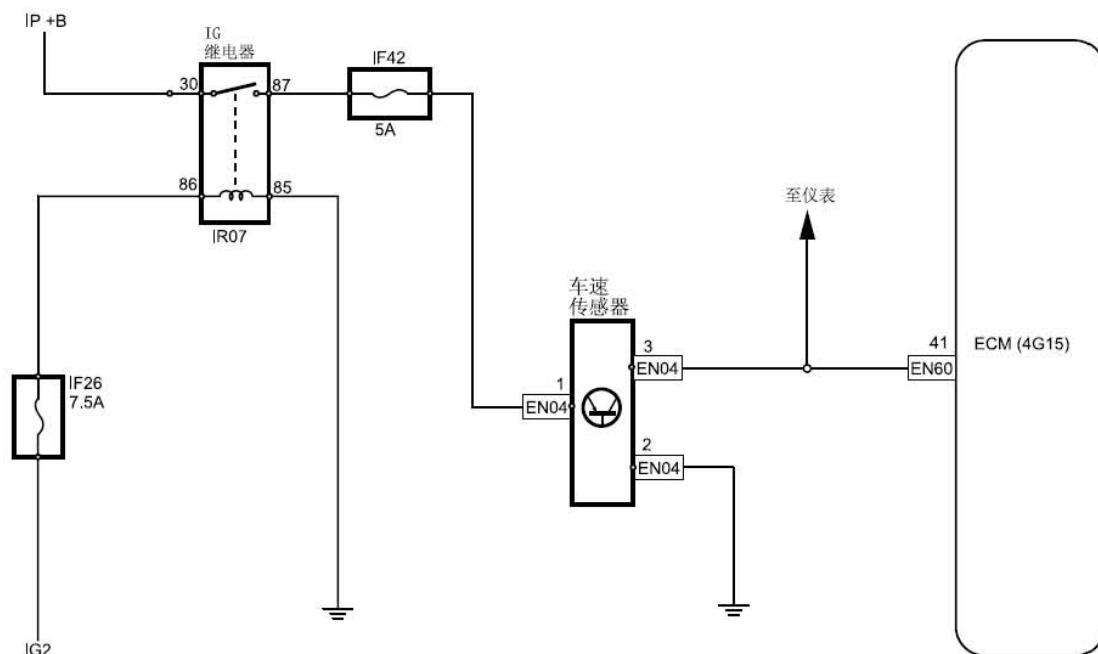 IP +B
IG
继电器
IF42
30
87
5A
86
85
IR07
至仪表
车速
传感器
3
EN04
41
EN60
ECM (4G15)
1
EN04
2
EN04
IF26
7.5A
IG2